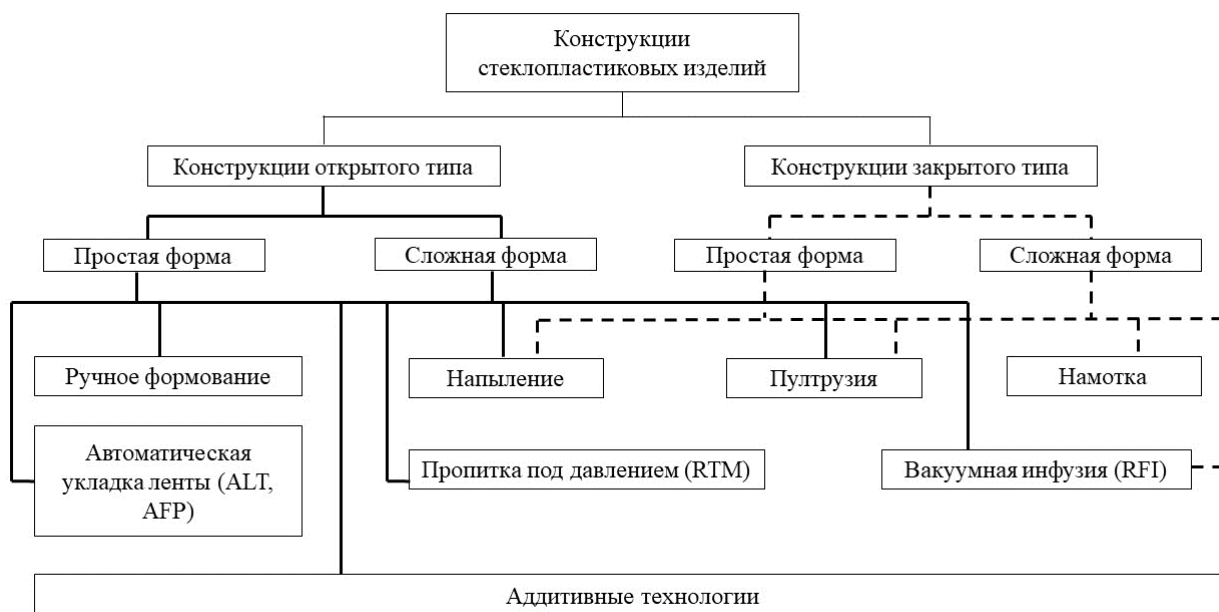 Конструкции
стеклопластиковых изделий
Конструкции открытого типа
Конструкции закрытого типа
Простая форма
Сложная форма
Простая форма
Сложная форма
Ручное формование
Напыление
Пултрузия
Намотка
Автоматическая
укладка ленты (ALT,
AFP)
Пропитка под давлением (RTM)
Вакуумная инфузия (RFI)
Аддитивные технологии